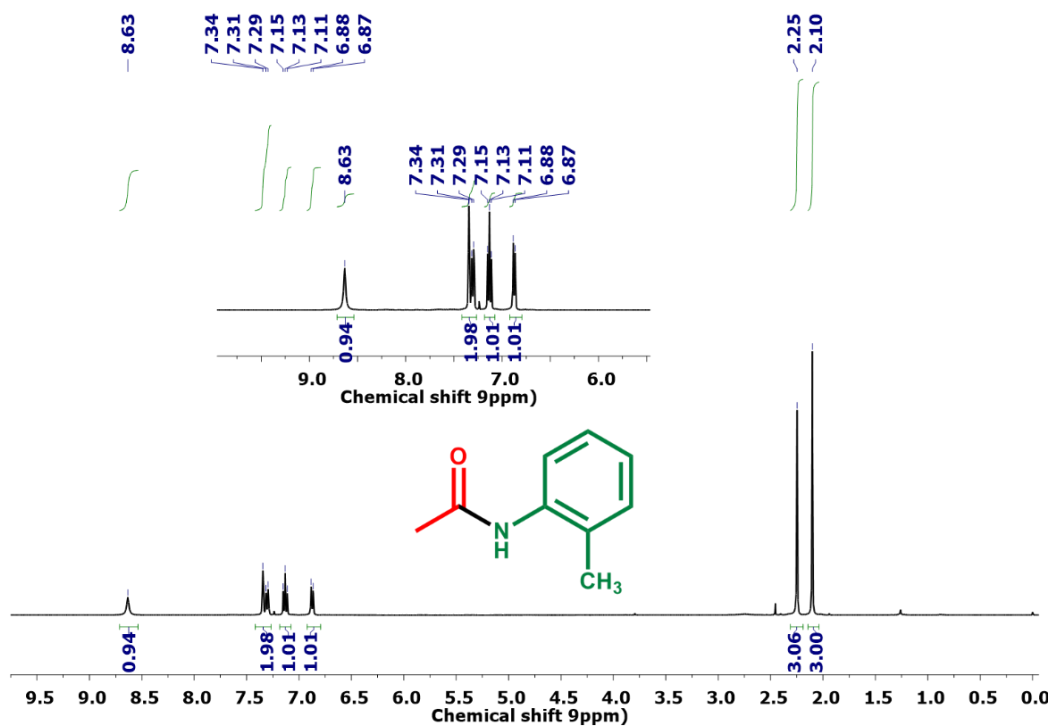 8.63 7.34 7.31 7.29 7.15 7.13 7.11 6.88 6.87 2.25 2.10
8.63 7.34 7.31 7.29 7.15 7.13 7.11 6.88 6.87
0.94 1.98 1.01 1.01
9.0 8.0 7.0 6.0
Chemical shift 9ppm)
O
N
H
CH3
0.94 1.98 1.01 1.01 3.06 3.00
9.5 9.0 8.5 8.0 7.5 7.0 6.5 6.0 5.5 5.0 4.5 4.0 3.5 3.0 2.5 2.0 1.5 1.0 0.5 0.0
Chemical shift 9ppm)